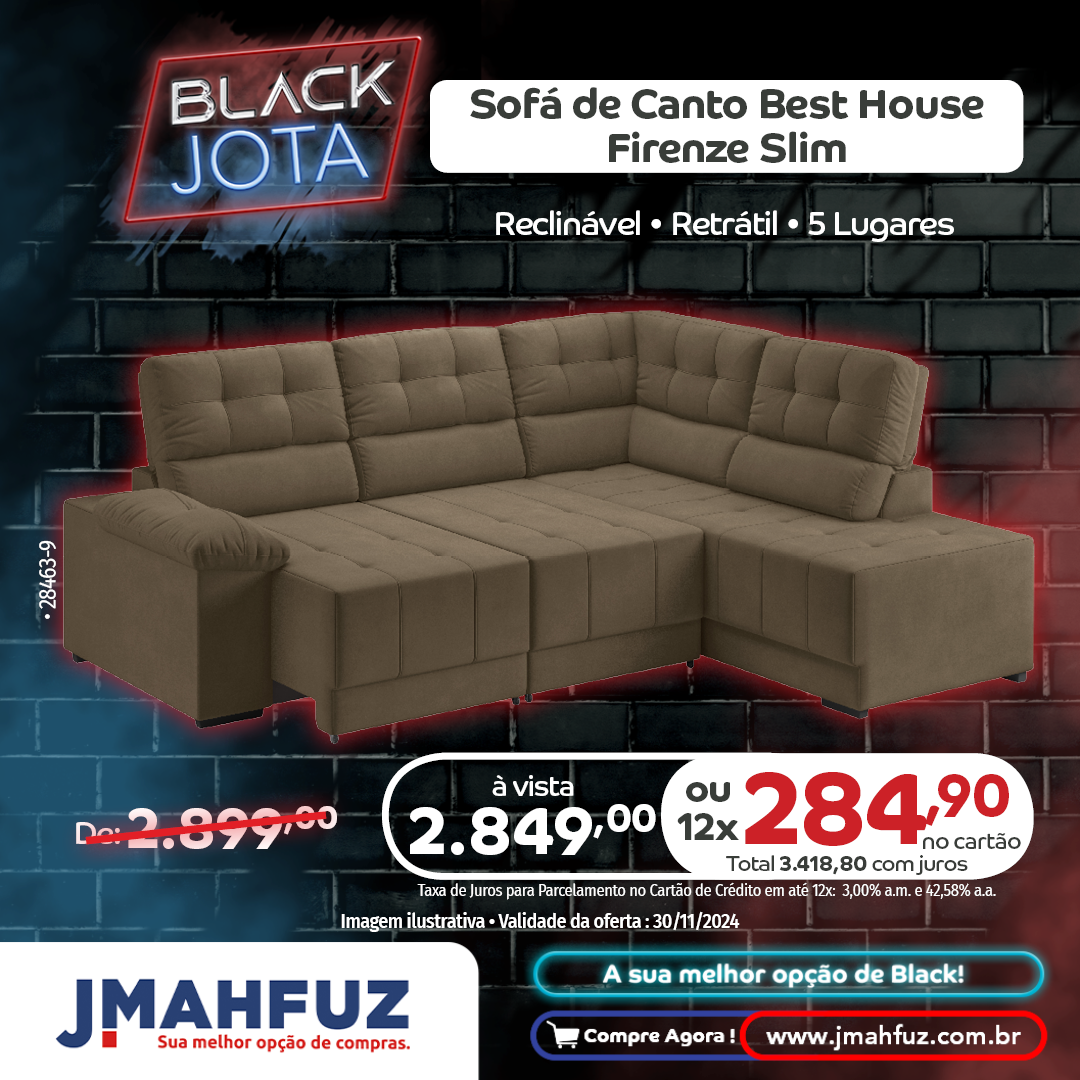 BLACK
JOTA
Sofá de Canto Best House
Firenze Slim
Reclinável • Retrátil • 5 Lugares
• 28463-9
De: 2.899,00
à vista
2.849,00
ou
12x 284,90
no cartão
Total 3.418,80 com juros
Taxa de Juros para Parcelamento no Cartão de Crédito em até 12x: 3,00% a.m. e 42,58% a.a.
Imagem ilustrativa • Validade da oferta : 30/11/2024
JMAHFUZ
Sua melhor opção de compras.
A sua melhor opção de Black!
Compre Agora !
www.jmahfuz.com.br